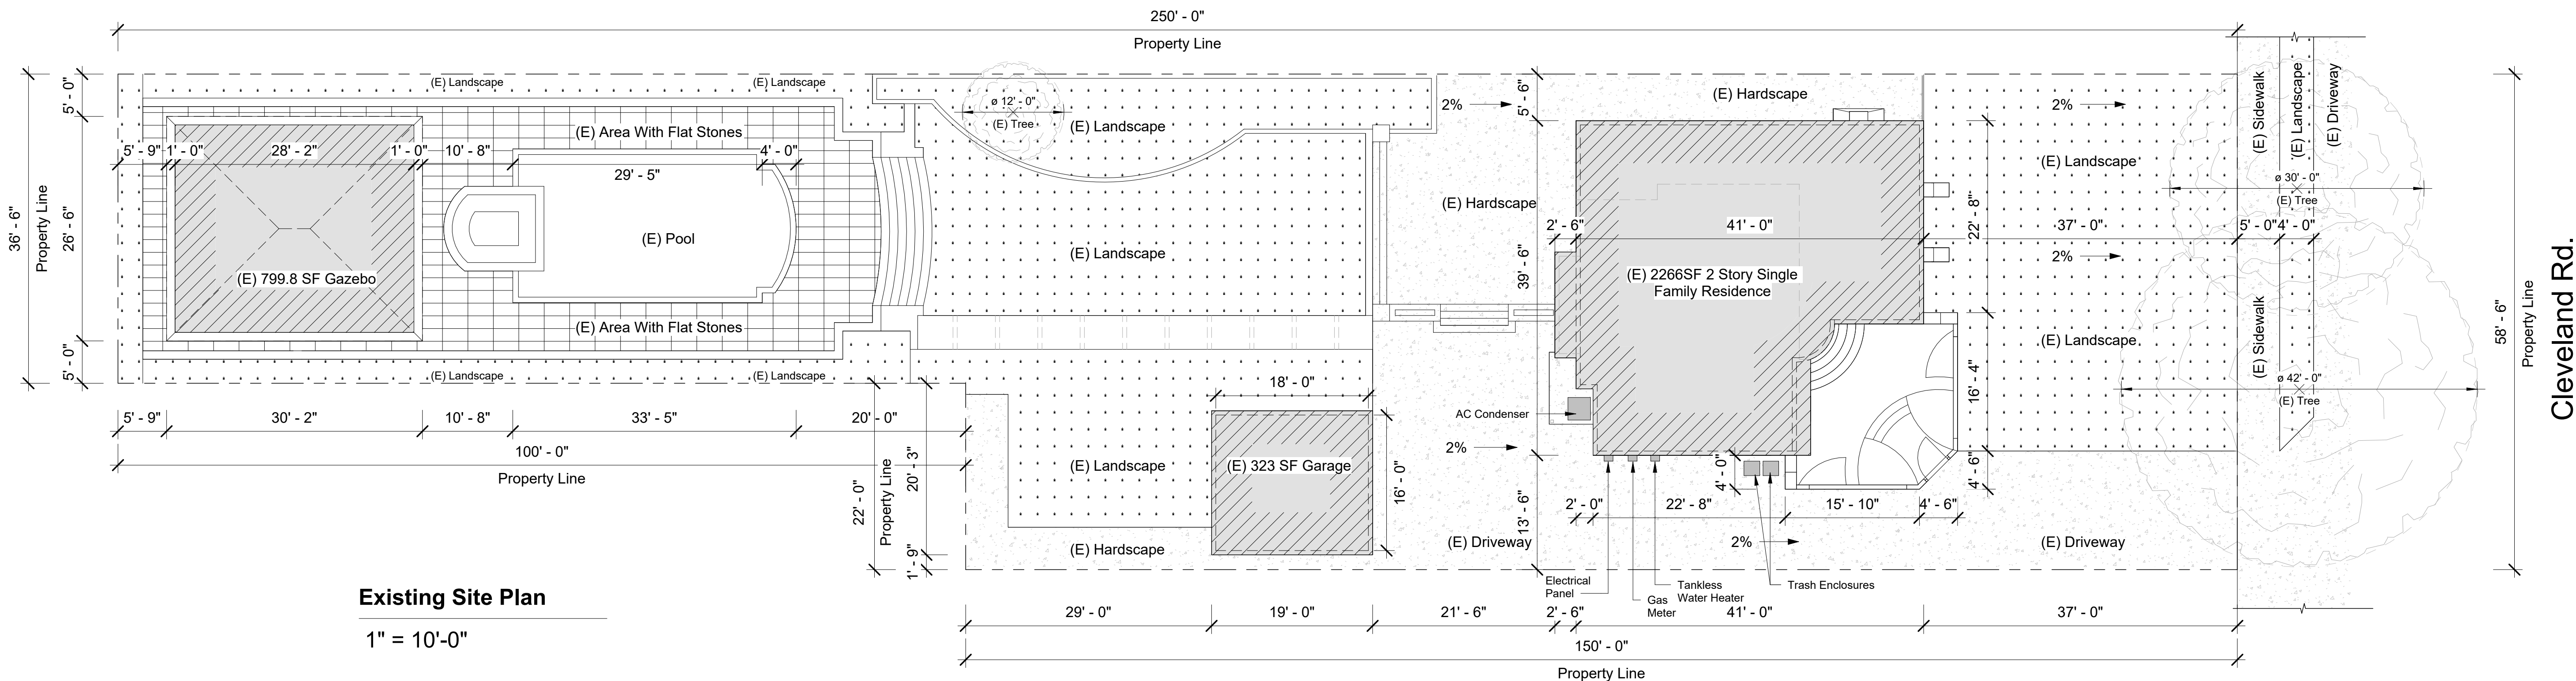 250' - 0"
Property Line
36' - 6"
Property Line
5' - 0"
26' - 6"
5' - 0"
(E) Landscape
(E) Landscape
5' - 9"
1' - 0"
28' - 2"
1' - 0"
10' - 8"
4' - 0"
29' - 5"
(E) Area With Flat Stones
(E) Pool
(E) 799.8 SF Gazebo
(E) Area With Flat Stones
(E) Landscape
(E) Landscape
5' - 9"
30' - 2"
10' - 8"
33' - 5"
20' - 0"
100' - 0"
Property Line
22' - 0"
Property Line
20' - 3"
1' - 9"
ø 12' - 0"
(E) Tree
(E) Landscape
(E) Landscape
18' - 0"
(E) Landscape
(E) 323 SF Garage
16' - 0"
(E) Hardscape
2%
5' - 6"
(E) Hardscape
(E) Hardscape
39' - 6"
2' - 6"
41' - 0"
22' - 8"
(E) 2266SF 2 Story Single
Family Residence
AC Condenser
2%
13' - 6"
(E) Driveway
16' - 4"
4' - 6"
4' - 0"
2' - 0"
22' - 8"
15' - 10"
4' - 6"
2%
Electrical
Panel
Gas
Meter
Tankless
Water Heater
Trash Enclosures
2%
(E) Landscape
37' - 0"
2%
(E) Landscape
(E) Driveway
(E) Sidewalk
(E) Landscape
(E) Driveway
ø 30' - 0"
(E) Tree
5' - 0"
4' - 0"
(E) Sidewalk
ø 42' - 0"
(E) Tree
58' - 6"
Property Line
Cleveland Rd.
29' - 0"
19' - 0"
21' - 6"
2' - 6"
41' - 0"
37' - 0"
150' - 0"
Property Line
Existing Site Plan
1" = 10'-0"